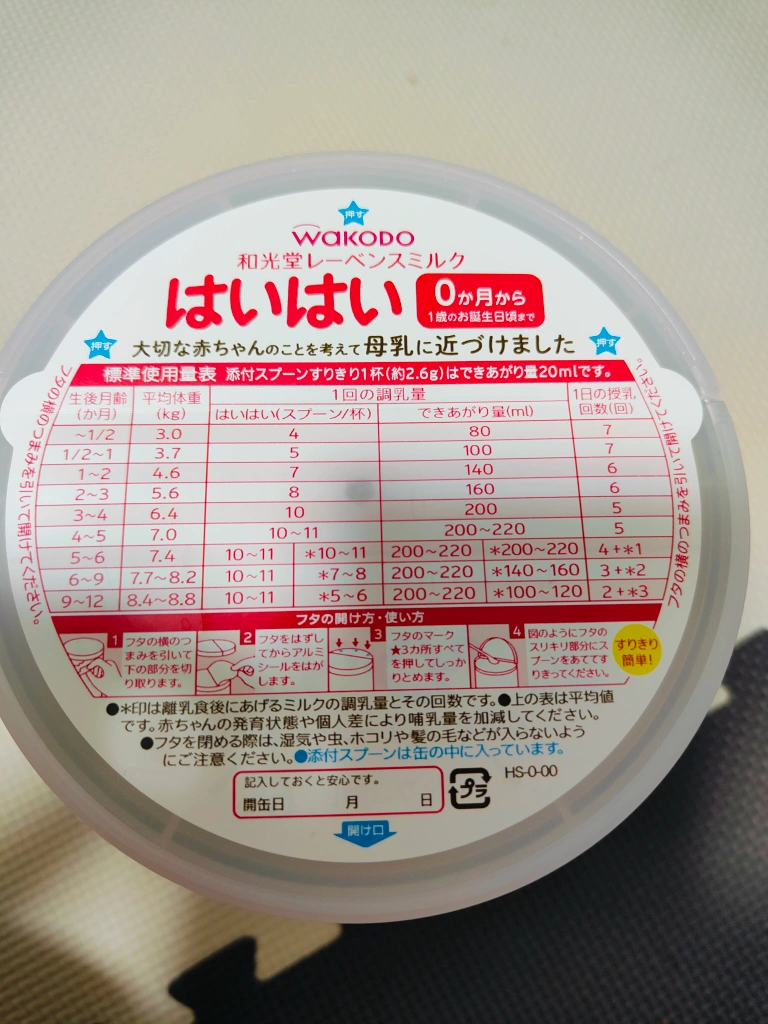 押す
WaKODO
和光堂レーベンスミルク
はいはい 0か月から
1歳のお誕生日頃まで
押す 大切な赤ちゃんのことを考えて母乳に近づけました 押す
標準使用量表 添付スプーンすりきり1杯(約2.6g)はできあがり量20mlです。
生後月齢(か月) 平均体重(kg) 1回の調乳量 1日の授乳回数(回)
はいはい(スプーン/杯) できあがり量(ml)
~1/2 3.0 4 80 7
1/2~1 3.7 5 100 7
1~2 4.6 7 140 6
2~3 5.6 8 160 6
3~4 6.4 10 200 5
4~5 7.0 10~11 200~220 5
5~6 7.4 10~11 *10~11 200~220 *200~220 4+*1
6~9 7.7~8.2 10~11 *7~8 200~220 *140~160 3+*2
9~12 8.4~8.8 10~11 *5~6 200~220 *100~120 2+*3
フタの横のつまみを引いて開けてください。
フタの横のつまみを引いて開けてください。
フタの開け方・使い方
1 フタの横のつ
まみを引いて
下の部分を切
り取ります。
2 フタをはずし
てからアルミ
シールをはが
します。
3 フタのマーク
★3カ所すべて
を押してしっか
りとめます。
4 図のようにフタの
スリキリ部分にス
プーンをあててす
りきってください。
すりきり
簡単!
●*印は離乳食後にあげるミルクの調乳量とその回数です。●上の表は平均値
です。赤ちゃんの発育状態や個人差により哺乳量を加減してください。
●フタを閉める際は、湿気や虫、ホコリや髪の毛などが入らないよう
にご注意ください。●添付スプーンは缶の中に入っています。
記入しておくと安心です。
開缶日 月 日
プラ
HS-0-00
開け口